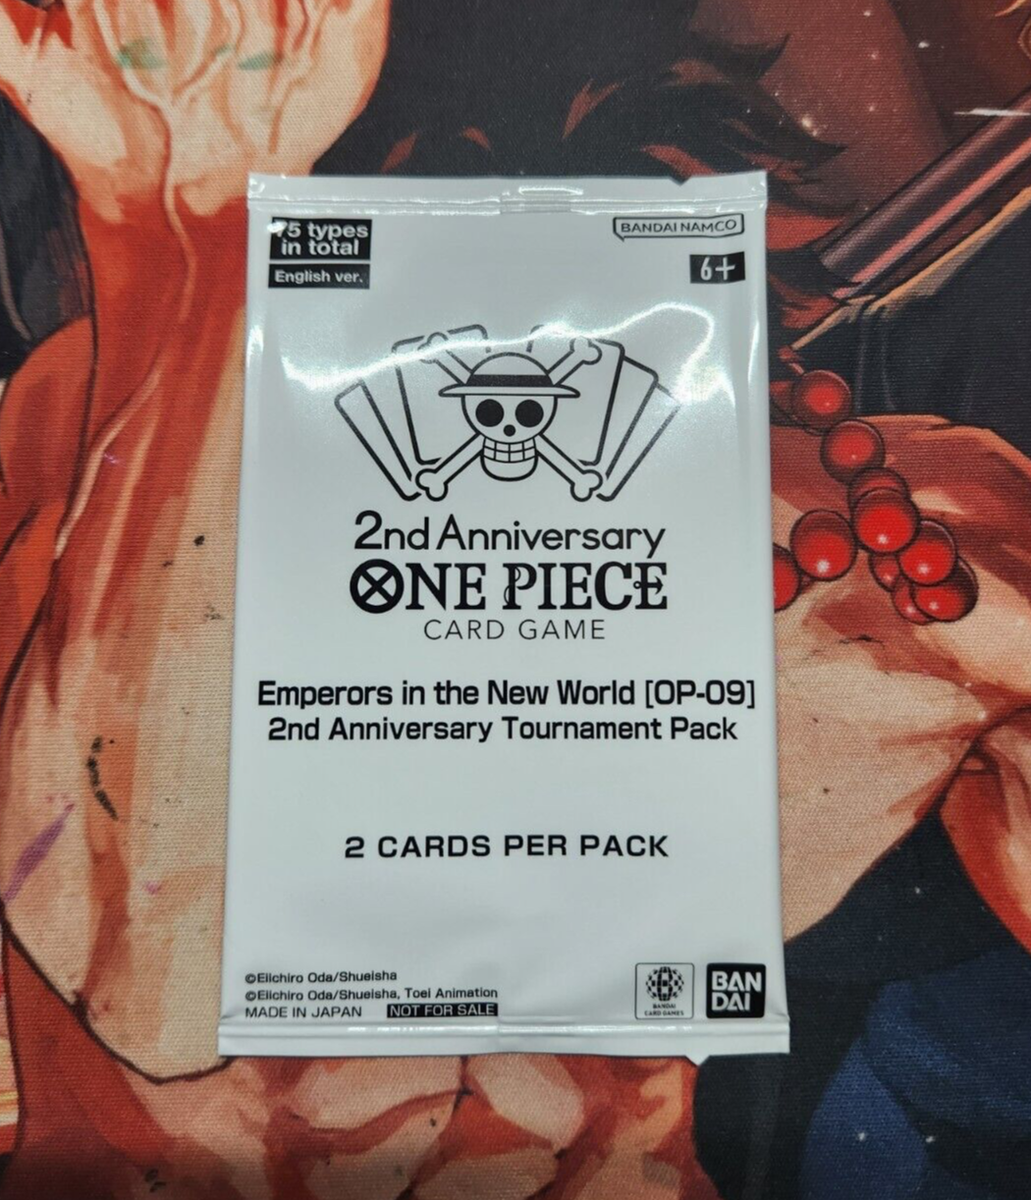 75 types
in total
English ver.
BANDAI NAMCO
6+
2nd Anniversary
ONE PIECE
CARD GAME
Emperors in the New World [OP-09]
2nd Anniversary Tournament Pack
2 CARDS PER PACK
©Eiichiro Oda/Shueisha
©Eiichiro Oda/Shueisha, Toei Animation
MADE IN JAPAN NOT FOR SALE
BANDAI
CARD GAMES
BAN
DAI